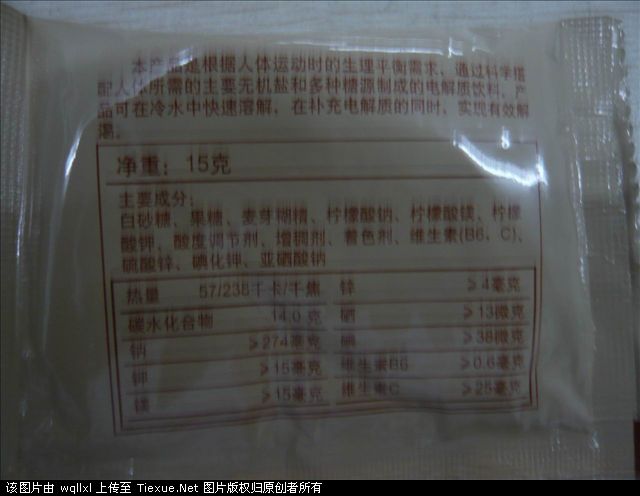 本产品是根据人体运动时的生理平衡需求，通过科学搭
配人体所需的主要无机盐和多种糖源制成的电解质饮料，产
品可在冷水中快速溶解，在补充电解质的同时，实现有效解
渴。
净重：15克
主要成分：
白砂糖、果糖、麦芽糊精、柠檬酸钠、柠檬酸镁、柠檬
酸钾、酸度调节剂、增稠剂、着色剂、维生素(B6、C)、
硫酸锌、碘化钾、亚硒酸钠
热量 57/238千卡/千焦 锌 ≥4毫克
碳水化合物 14.0克 硒 ≥13微克
钠 ≥274毫克 碘 ≥38微克
钾 ≥15毫克 维生素B6 ≥0.6毫克
镁 ≥15毫克 维生素C ≥25毫克
该图片由 wqllxl 上传至 Tiexue.Net 图片版权归原创者所有